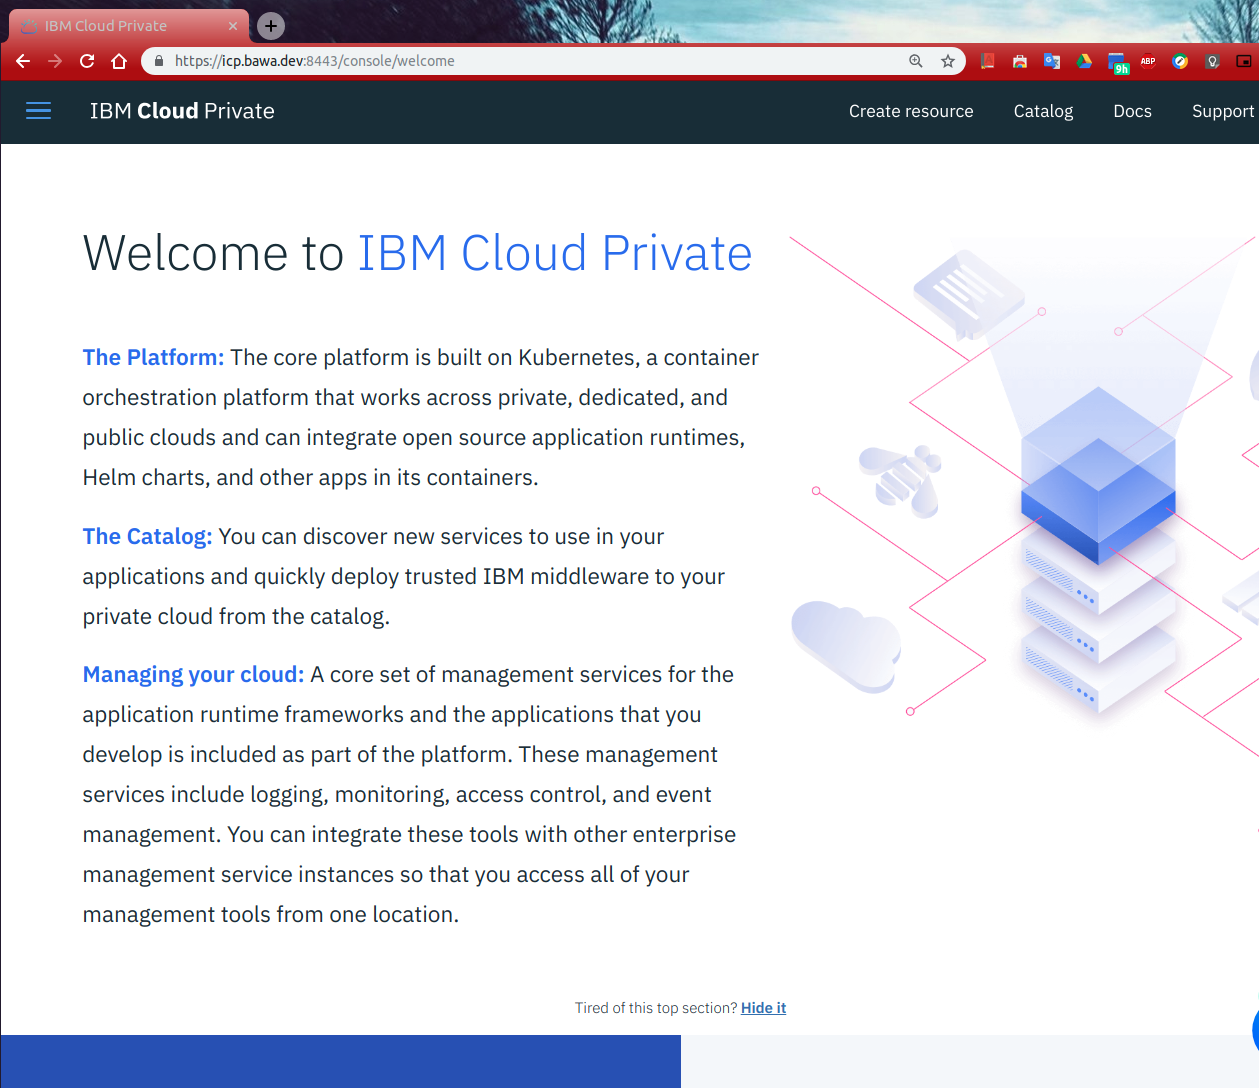 IBM Cloud Private
https://icp.bawa.dev:8443/console/welcome
9h
ABP
IBM Cloud Private
Create resource
Catalog
Docs
Support
Welcome to IBM Cloud Private
The Platform: The core platform is built on Kubernetes, a container
orchestration platform that works across private, dedicated, and
public clouds and can integrate open source application runtimes,
Helm charts, and other apps in its containers.
The Catalog: You can discover new services to use in your
applications and quickly deploy trusted IBM middleware to your
private cloud from the catalog.
Managing your cloud: A core set of management services for the
application runtime frameworks and the applications that you
develop is included as part of the platform. These management
services include logging, monitoring, access control, and event
management. You can integrate these tools with other enterprise
management service instances so that you access all of your
management tools from one location.
Tired of this top section? Hide it